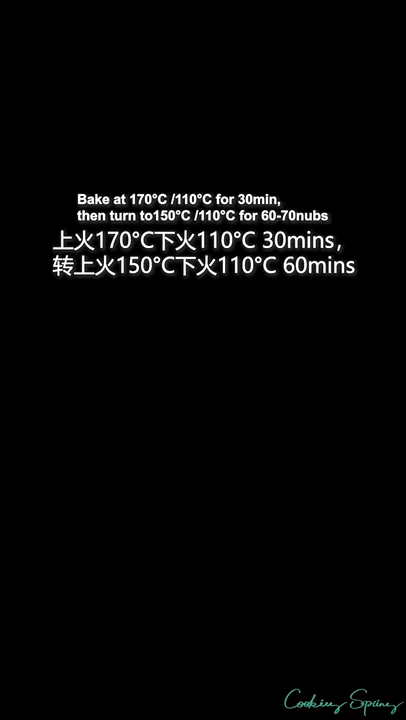 Bake at 170°C /110°C for 30min,
then turn to150°C /110°C for 60-70nubs
上火170°C下火110°C 30mins，
转上火150°C下火110°C 60mins
Cooking Spring